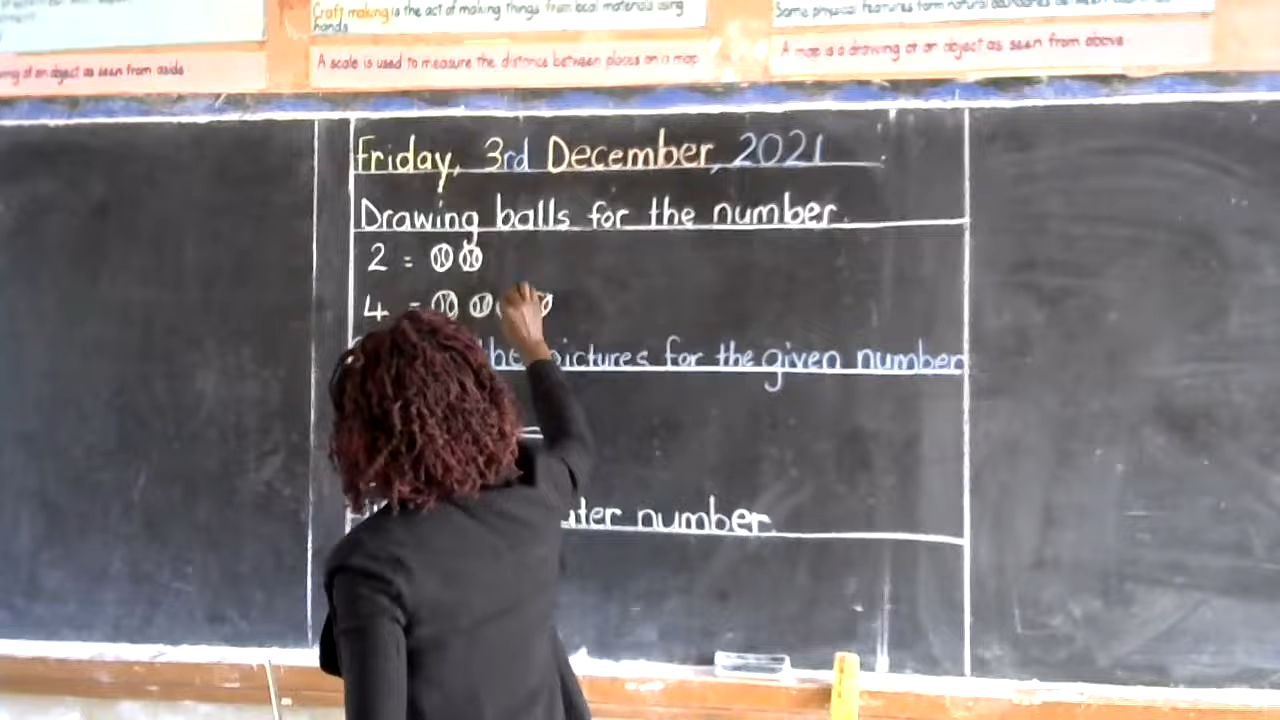 Craft making is the act of making things from local materials using
hands
Some physical features form natural
ing of an object as seen from aside
A scale is used to measure the distance between places on a map
A map is a drawing of an object as seen from above
Friday, 3rd December, 2021
Drawing balls for the number.
2 =
4 =
the pictures for the given number
number.